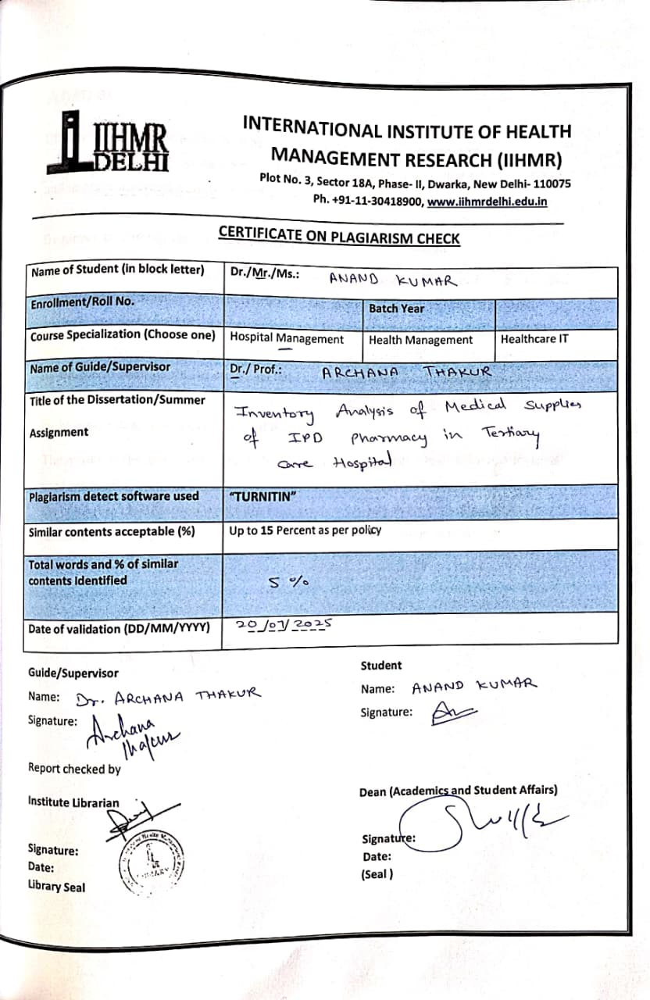 IIHMR
DELHI
INTERNATIONAL INSTITUTE OF HEALTH
MANAGEMENT RESEARCH (IIHMR)
Plot No. 3, Sector 18A, Phase- II, Dwarka, New Delhi- 110075
Ph. +91-11-30418900, www.iihmrdelhi.edu.in
CERTIFICATE ON PLAGIARISM CHECK
Name of Student (in block letter) Dr./Mr./Ms.: ANAND KUMAR
Enrollment/Roll No. Batch Year
Course Specialization (Choose one) Hospital Management Health Management Healthcare IT
Name of Guide/Supervisor Dr./ Prof.: ARCHANA THAKUR
Title of the Dissertation/Summer
Assignment
Inventory Analysis of Medical Supplies
of IPD Pharmacy in Tertiary
Care Hospital
Plagiarism detect software used "TURNITIN"
Similar contents acceptable (%) Up to 15 Percent as per policy
Total words and % of similar
contents Identified
5 %
Date of validation (DD/MM/YYYY) 20/07/2025
Guide/Supervisor
Name: Dr. ARCHANA THAKUR
Signature: Archana
Thakur
Student
Name: ANAND KUMAR
Signature:
Report checked by
Institute Librarian
Signature:
Date:
Library Seal
Dean (Academics and Student Affairs)
Signature:
Date:
(Seal )